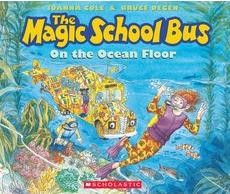 JOANNA COLE & BRUCE DEGEN
The
Magic School Bus
On the Ocean Floor
SCHOLASTIC